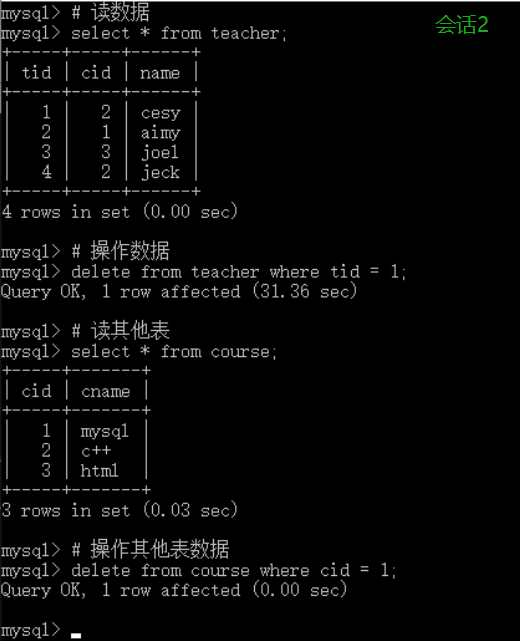 mysql> # 读数据
会话2
mysql> select * from teacher;
+-----+-----+------+
| tid | cid | name |
+-----+-----+------+
| 1 | 2 | cesy |
| 2 | 1 | aimy |
| 3 | 3 | joel |
| 4 | 2 | jeck |
+-----+-----+------+
4 rows in set (0.00 sec)
mysql> # 操作数据
mysql> delete from teacher where tid = 1;
Query OK, 1 row affected (31.36 sec)
mysql> # 读其他表
mysql> select * from course;
+-----+-------+
| cid | cname |
+-----+-------+
| 1 | mysql |
| 2 | c++ |
| 3 | html |
+-----+-------+
3 rows in set (0.03 sec)
mysql> # 操作其他表数据
mysql> delete from course where cid = 1;
Query OK, 1 row affected (0.00 sec)
mysql>